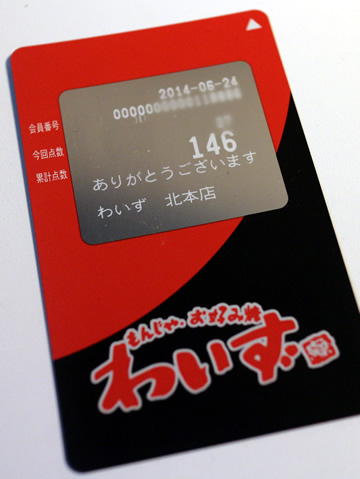 2014-06-24
会員番号
今回点数
累計点数 146
ありがとうございます
わいず 北本店
もんじゃ・お好み焼
わいず